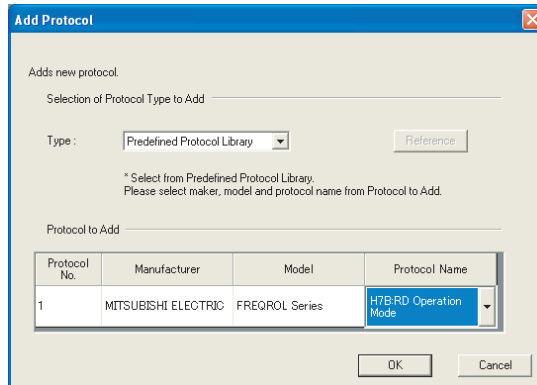 Add Protocol
Adds new protocol.
Selection of Protocol Type to Add
Type :
Predefined Protocol Library
Reference
* Select from Predefined Protocol Library.
Please select maker, model and protocol name from Protocol to Add.
Protocol to Add
Protocol
No.
Manufacturer
Model
Protocol Name
1
MITSUBISHI ELECTRIC
FREQROL Series
H7B:RD Operation
Mode
OK
Cancel